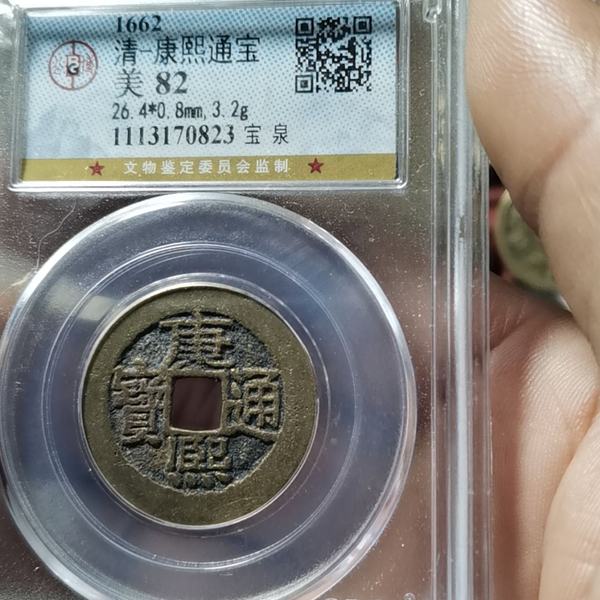 1662
清-康熙通宝
美 82
26.4*0.8mm, 3.2g
1113170823 宝 泉
★ 文物鉴定委员会监制 ★
康
熙
通
寶